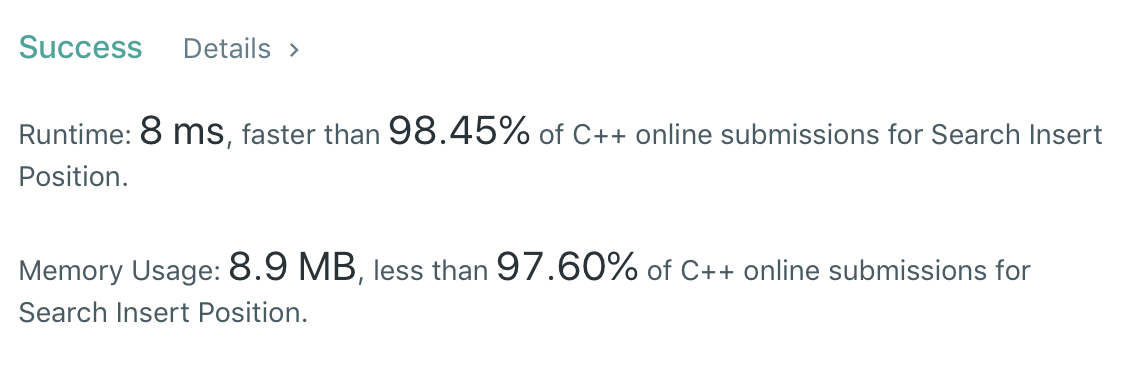 Success Details >
Runtime: 8 ms, faster than 98.45% of C++ online submissions for Search Insert
Position.
Memory Usage: 8.9 MB, less than 97.60% of C++ online submissions for
Search Insert Position.